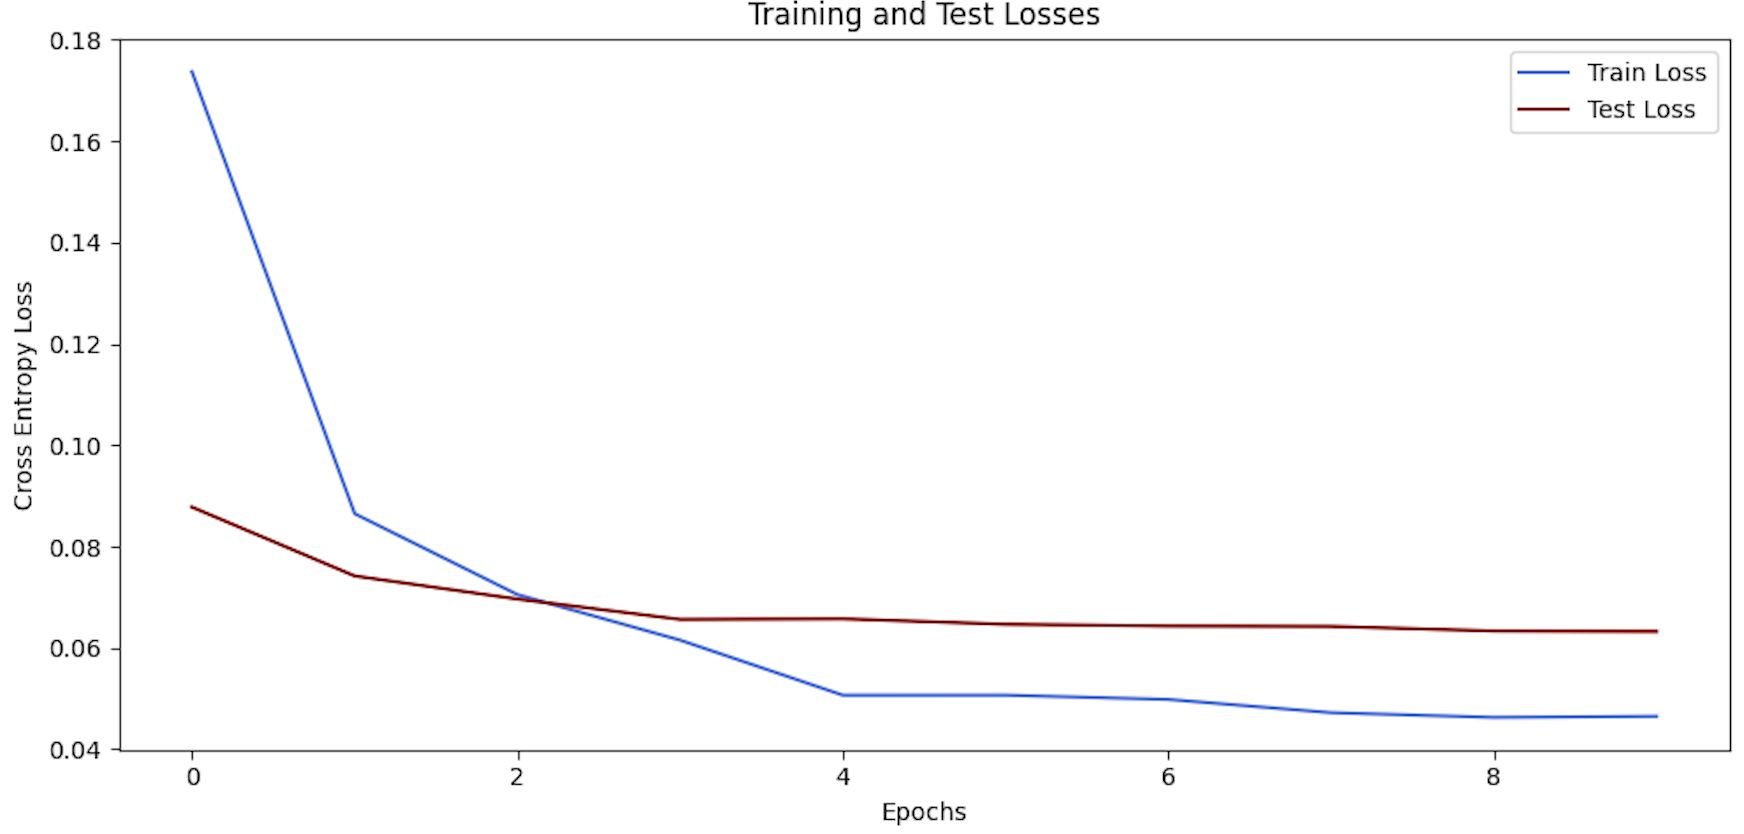 Training and Test Losses
0.18
0.16
0.14
0.12
0.10
0.08
0.06
0.04
Cross Entropy Loss
Train Loss
Test Loss
0 2 4 6 8
Epochs